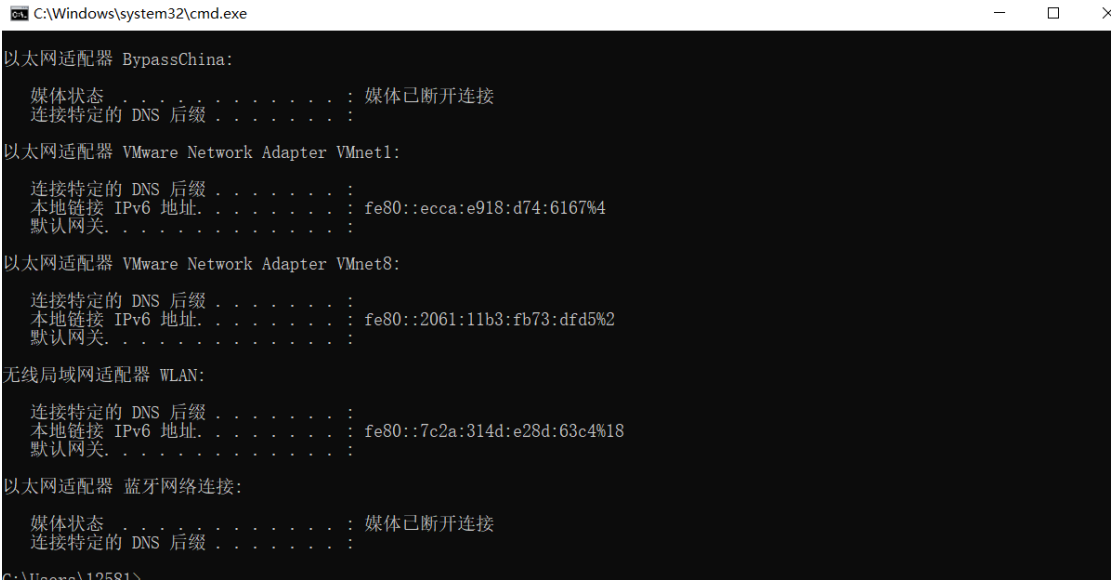 C:\Windows\system32\cmd.exe
以太网适配器 BypassChina:
媒体状态  . . . . . . . . . . . . : 媒体已断开连接
连接特定的 DNS 后缀 . . . . . . . :
以太网适配器 VMware Network Adapter VMnet1:
连接特定的 DNS 后缀 . . . . . . . :
本地链接 IPv6 地址. . . . . . . . : fe80::ecca:e918:d74:6167%4
默认网关. . . . . . . . . . . . . :
以太网适配器 VMware Network Adapter VMnet8:
连接特定的 DNS 后缀 . . . . . . . :
本地链接 IPv6 地址. . . . . . . . : fe80::2061:11b3:fb73:dfd5%2
默认网关. . . . . . . . . . . . . :
无线局域网适配器 WLAN:
连接特定的 DNS 后缀 . . . . . . . :
本地链接 IPv6 地址. . . . . . . . : fe80::7c2a:314d:e28d:63c4%18
默认网关. . . . . . . . . . . . . :
以太网适配器 蓝牙网络连接:
媒体状态  . . . . . . . . . . . . : 媒体已断开连接
连接特定的 DNS 后缀 . . . . . . . :
C:\Users\12581>